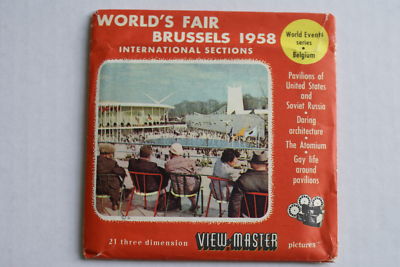 WORLD'S FAIR
BRUSSELS 1958
INTERNATIONAL SECTIONS
World Events
series
•
Belgium
Pavilions of
United States
and
Soviet Russia
•
Daring
architecture
•
The Atomium
•
Gay life
around
pavilions
21 three dimension VIEW-MASTER pictures